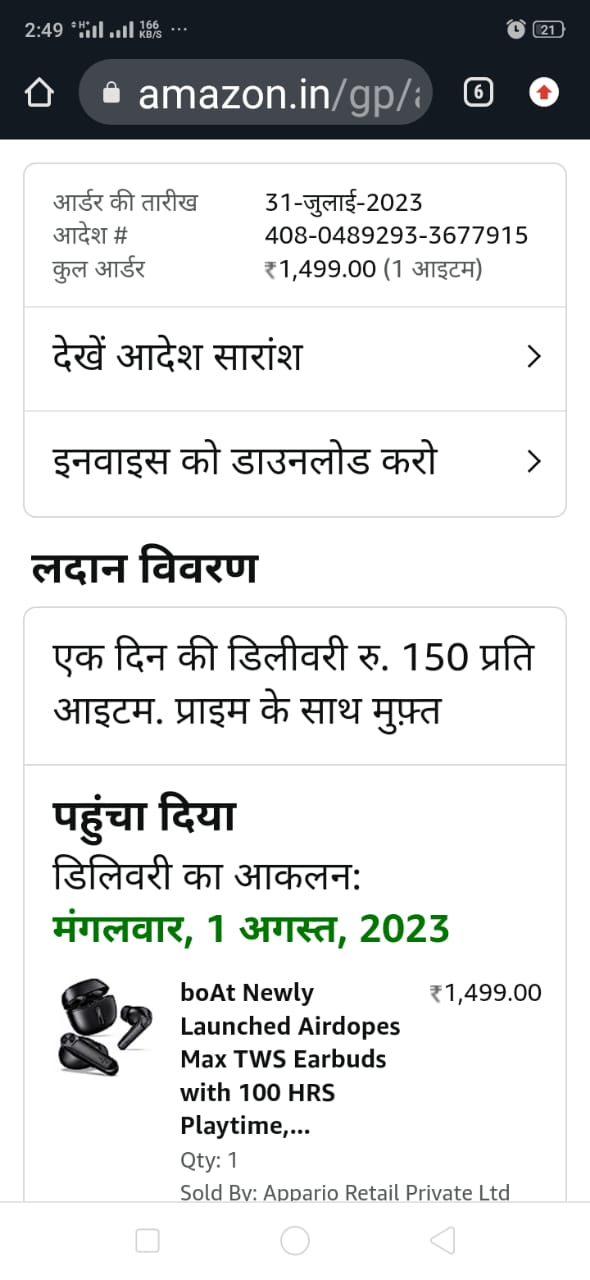 2:49 166 KB/S ... 21
amazon.in/gp/ 6
आर्डर की तारीख 31-जुलाई-2023
आदेश # 408-0489293-3677915
कुल आर्डर ₹1,499.00 (1 आइटम)
देखें आदेश सारांश
इनवाइस को डाउनलोड करो
लदान विवरण
एक दिन की डिलीवरी रु. 150 प्रति
आइटम. प्राइम के साथ मुफ़्त
पहुंचा दिया
डिलिवरी का आकलन:
मंगलवार, 1 अगस्त, 2023
boAt Newly ₹1,499.00
Launched Airdopes
Max TWS Earbuds
with 100 HRS
Playtime,...
Qty: 1
Sold By: Appario Retail Private Ltd